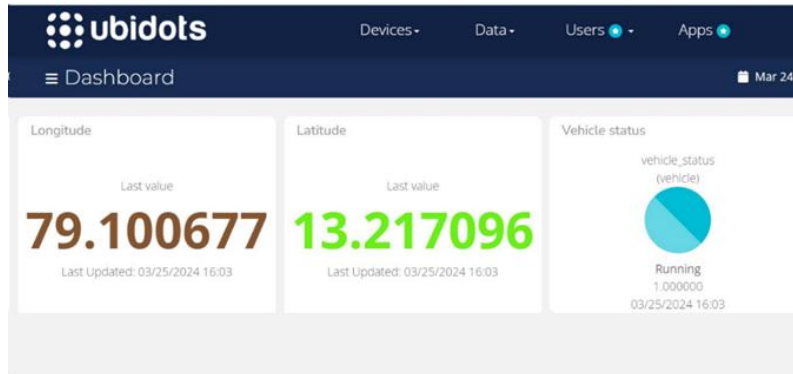 ubidots
Devices
Data
Users
Apps
Dashboard
Mar 24
Longitude
Last value
79.100677
Last Updated: 03/25/2024 16:03
Latitude
Last value
13.217096
Last Updated: 03/25/2024 16:03
Vehicle status
vehicle_status
(vehicle)
Running
1.000000
03/25/2024 16:03